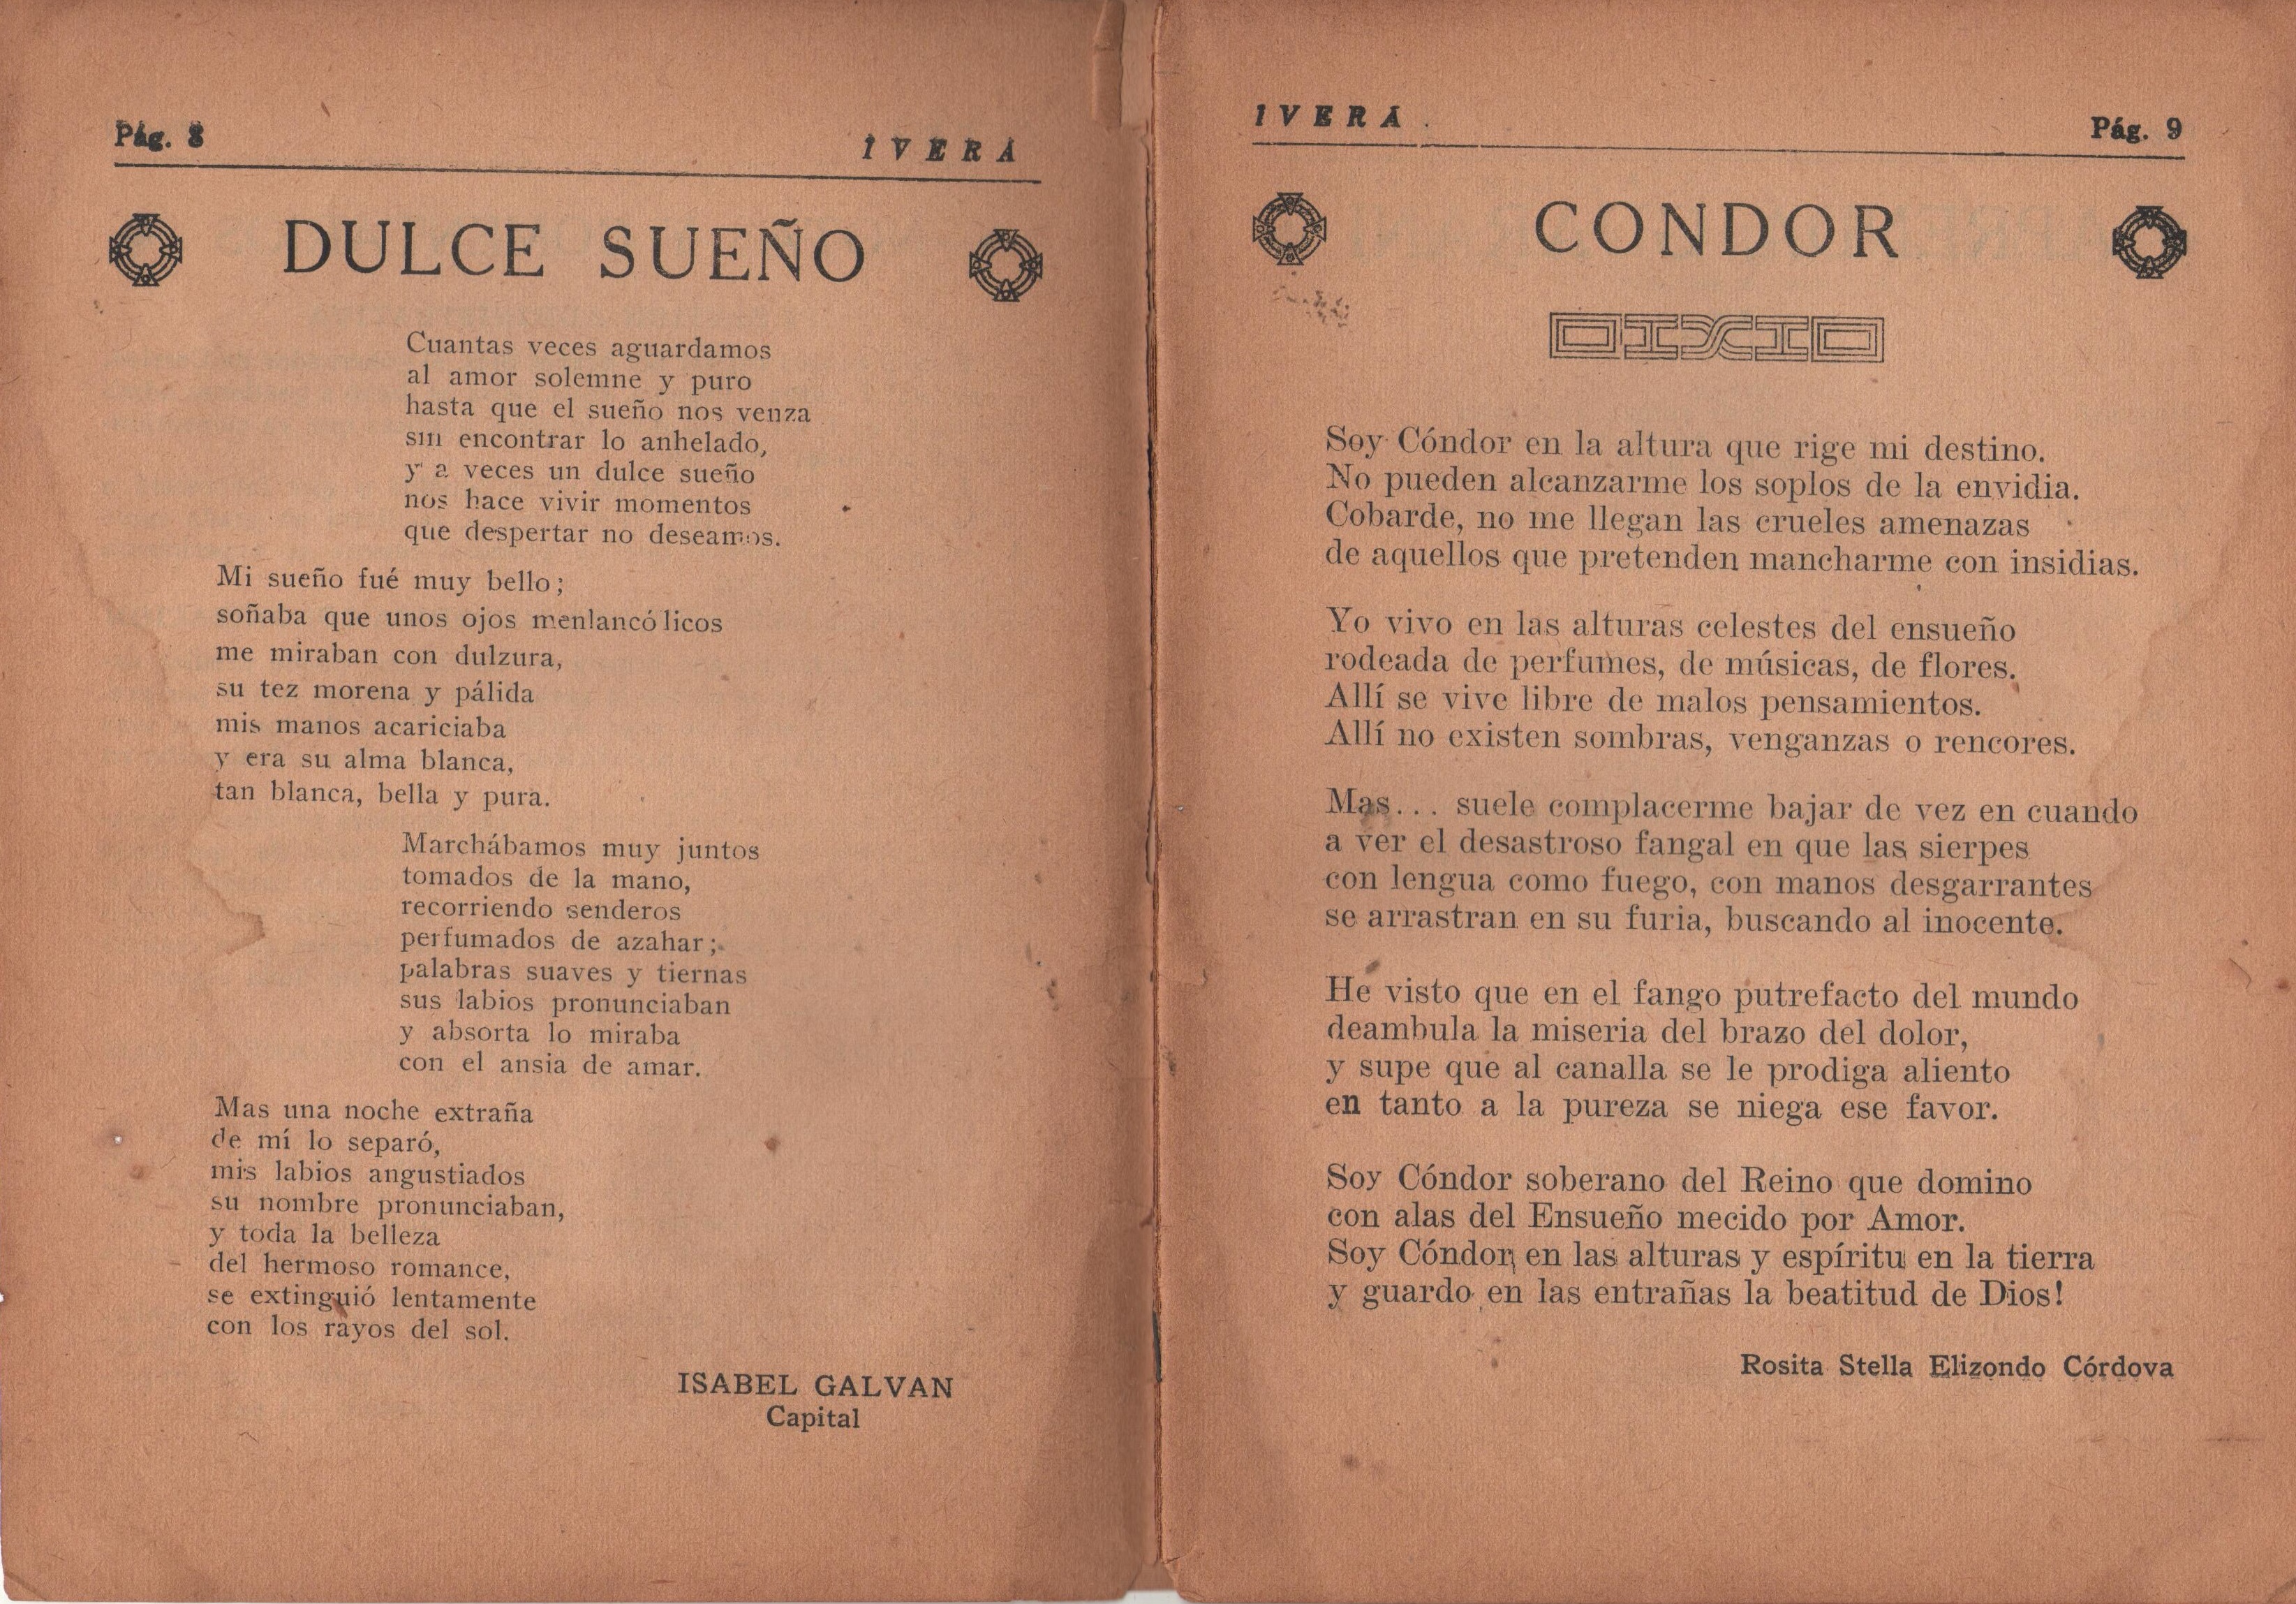 Pág. 8
IVERÁ
DULCE SUEÑO
Cuantas veces aguardamos
al amor solemne y puro
hasta que el sueño nos venza
sin encontrar lo anhelado,
y a veces un dulce sueño
nos hace vivir momentos
que despertar no deseamos.
Mi sueño fué muy bello;
soñaba que unos ojos menlancólicos
me miraban con dulzura,
su tez morena y pálida
mis manos acariciaba
y era su alma blanca,
tan blanca, bella y pura.
Marchábamos muy juntos
tomados de la mano,
recorriendo senderos
perfumados de azahar;
palabras suaves y tiernas
sus labios pronunciaban
y absorta lo miraba
con el ansia de amar.
Mas una noche extraña
de mí lo separó,
mis labios angustiados
su nombre pronunciaban,
y toda la belleza
del hermoso romance,
se extinguió lentamente
con los rayos del sol.
ISABEL GALVAN
Capital
IVERÁ
Pág. 9
CONDOR
Soy Cóndor en la altura que rige mi destino.
No pueden alcanzarme los soplos de la envidia.
Cobarde, no me llegan las crueles amenazas
de aquellos que pretenden mancharme con insidias.
Yo vivo en las alturas celestes del ensueño
rodeada de perfumes, de músicas, de flores.
Allí se vive libre de malos pensamientos.
Allí no existen sombras, venganzas o rencores.
Mas... suele complacerme bajar de vez en cuando
a ver el desastroso fangal en que las sierpes
con lengua como fuego, con manos desgarrantes
se arrastran en su furia, buscando al inocente.
He visto que en el fango putrefacto del mundo
deambula la miseria del brazo del dolor,
y supe que al canalla se le prodiga aliento
en tanto a la pureza se niega ese favor.
Soy Cóndor soberano del Reino que domino
con alas del Ensueño mecido por Amor.
Soy Cóndor en las alturas y espíritu en la tierra
y guardo en las entrañas la beatitud de Dios!
Rosita Stella Elizondo Córdova